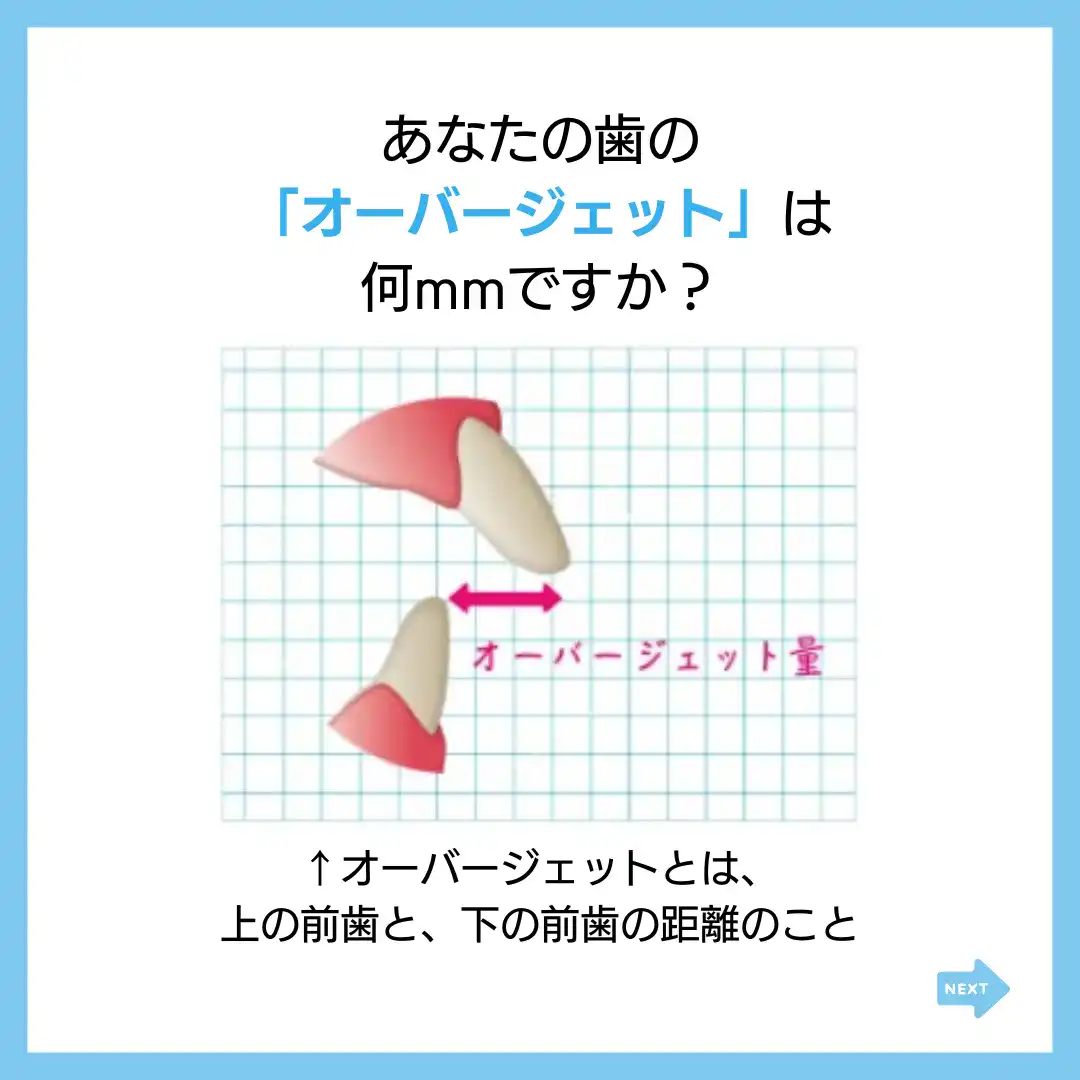 あなたの歯の
「オーバージェット」は
何mmですか？
オーバージェット量
↑オーバージェットとは、
上の前歯と、下の前歯の距離のこと
NEXT